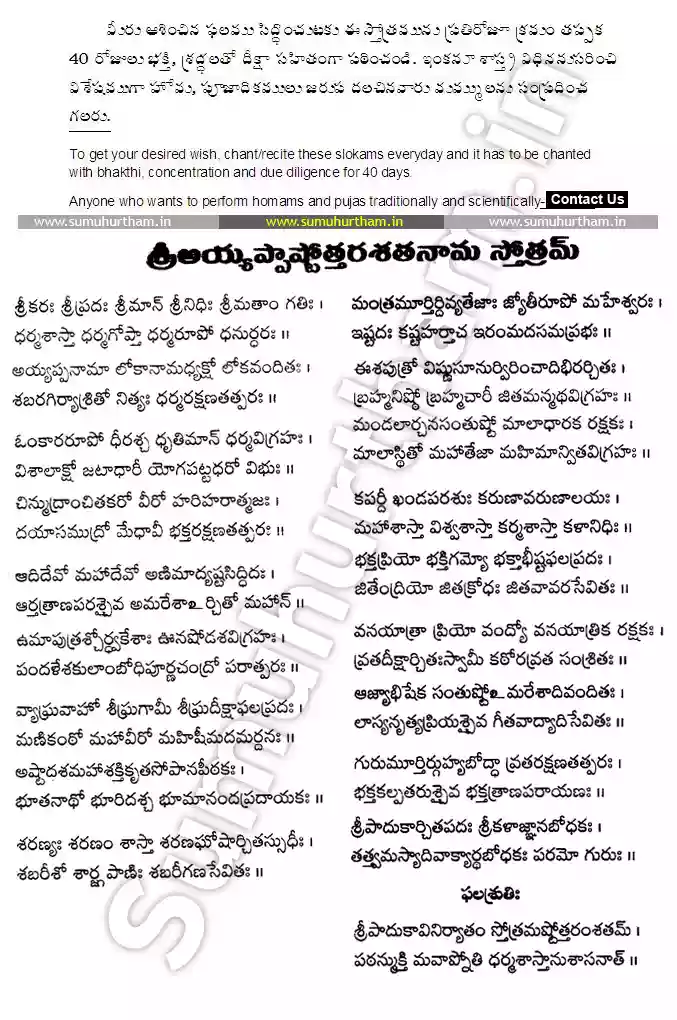 మీరు ఆశించిన ఫలము సిద్ధించుటకు ఈ స్తోత్రమును ప్రతిరోజూ క్రమం తప్పక
40 రోజులు భక్తి, శ్రద్ధలతో దీక్షా సహితంగా పఠించండి. ఇంకనూ శాస్త్ర విధిననుసరించి
విశేషముగా హోమ, పూజాదికములు జరుప దలచినవారు మమ్ములను సంప్రదించ
గలరు.
To get your desired wish, chant/recite these slokams everyday and it has to be chanted
with bhakthi, concentration and due diligence for 40 days.
Anyone who wants to perform homams and pujas traditionally and scientifically- Contact Us
www.sumuhurtham.in www.sumuhurtham.in www.sumuhurtham.in
శ్రీఅయ్యప్పాష్టోత్తరశతనామ స్తోత్రమ్
శ్రీకరః శ్రీప్రదః శ్రీమాన్ శ్రీనిధిః శ్రీమతాం గతిః ।
ధర్మశాస్తా ధర్మగోప్తా ధర్మరూపో ధనుర్ధరః ॥
అయ్యప్పనామా లోకానామధ్యక్షో లోకవందితః ।
శబరగిర్యాశ్రితో నిత్యః ధర్మరక్షణతత్పరః ॥
ఓంకారరూపో ధీరశ్చ ధృతిమాన్ ధర్మవిగ్రహః ।
విశాలాక్షో జటాధారీ యోగపట్టధరో విభుః ॥
చిన్ముద్రాంచితకరో వీరో హరిహరాత్మజః ।
దయాసముద్రో మేధావీ భక్తరక్షణతత్పరః ॥
ఆదిదేవో మహాదేవో అణిమాద్యష్టసిద్ధిదః ।
ఆర్తత్రాణపరశ్చైవ అమరేశాఽర్చితో మహాన్ ॥
ఉమాపుత్రశ్చోర్ధ్వకేశాః ఊనషోడశవిగ్రహః ।
పందళేశకులాంబోధిపూర్ణచంద్రో పరాత్పరః ॥
వ్యాఘ్రవాహో శీఘ్రగామీ శీఘ్రదీక్షాఫలప్రదః ।
మణికంఠో మహావీరో మహిషీమదమర్దనః ॥
అష్టాదశమహాశక్తికృతసోపానపీఠకః ।
భూతనాథో భూరిదశ్చ భూమానందప్రదాయకః ॥
శరణ్యః శరణం శాస్తా శరణఘోషార్చితస్సుధీః ।
శబరీశో శార్ఙ్గ పాణిః శబరీగణసేవితః ॥
మంత్రమూర్తిర్దివ్యతేజాః జ్యోతీరూపో మహేశ్వరః ।
ఇష్టదః కష్టహర్తాచ ఇరంమదసమప్రభః ॥
ఈశపుత్రో విష్ణుసూనుర్విరించాదిభిరర్చితః ।
బ్రహ్మనిష్ఠో బ్రహ్మచారీ జితమన్మథవిగ్రహః ।
మందలార్చనసంతుష్టో మాలాధారక రక్షకః ।
మాలాస్థితో మహాతేజా మహిమాన్వితవిగ్రహః ॥
కపర్దీ ఖండపరశుః కరుణావరుణాలయః ।
మహాశాస్తా విశ్వశాస్తా కర్మశాస్తా కళానిధిః ॥
భక్తప్రియో భక్తిగమ్యో భక్తాభీష్టఫలప్రదః ।
జితేంద్రియో జితక్రోధః జితవావరసేవితః ॥
వనయాత్రా ప్రియో వంద్యో వనయాత్రిక రక్షకః ।
వ్రతదీక్షార్చితఃస్వామీ కఠోరవ్రత సంశ్రితః ॥
ఆజ్యాభిషేక సంతుష్టోఽమరేశాదివందితః ।
లాస్యనృత్యప్రియశ్చైవ గీతవాద్యాదిసేవితః ॥
గురుమూర్తిర్గుహ్యబోద్ధా వ్రతరక్షణతత్పరః ।
భక్తకల్పతరుశ్చైవ భక్తత్రాణపరాయణః ॥
శ్రీపాదుకార్చితపదః శ్రీకళాజ్ఞానబోధకః ।
తత్త్వమస్యాదివాక్యార్థబోధకః పరమో గురుః ॥
ఫలశ్రుతిః
శ్రీపాదుకావినిర్యాతం స్తోత్రమష్టోత్తరంశతమ్ ।
పఠన్ముక్తి మవాప్నోతి ధర్మశాస్తానుశాసనాత్ ॥
Sumuhurtham.in